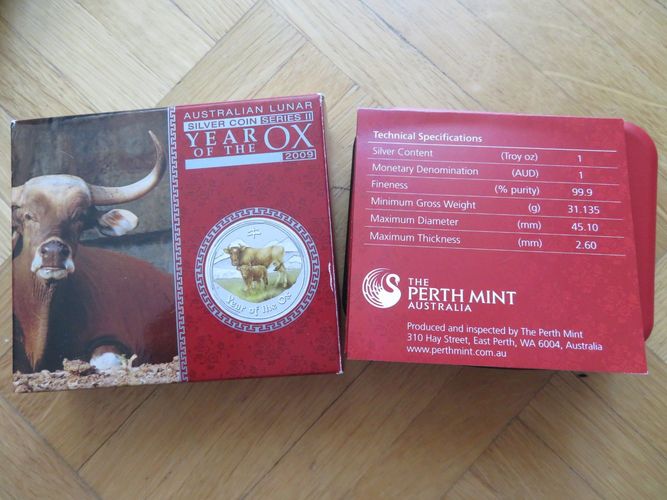 AUSTRALIAN LUNAR
SILVER COIN SERIES II
YEAR OF THE OX
2009
牛
Year of the Ox
Technical Specifications
Silver Content (Troy oz) 1
Monetary Denomination (AUD) 1
Fineness (% purity) 99.9
Minimum Gross Weight (g) 31.135
Maximum Diameter (mm) 45.10
Maximum Thickness (mm) 2.60
THE
PERTH MINT
AUSTRALIA
Produced and inspected by The Perth Mint
310 Hay Street, East Perth, WA 6004, Australia
www.perthmint.com.au